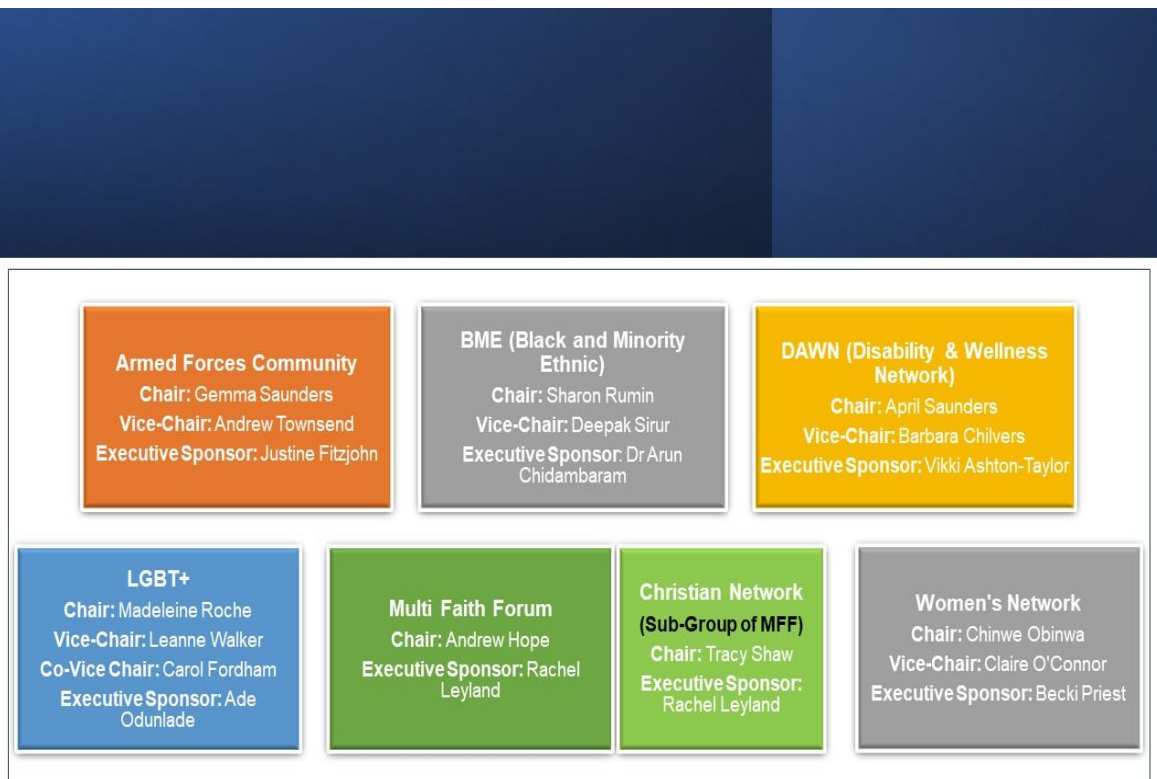 Armed Forces Community
Chair: Gemma Saunders
Vice-Chair: Andrew Townsend
Executive Sponsor: Justine Fitzjohn
BME (Black and Minority
Ethnic)
Chair: Sharon Rumin
Vice-Chair: Deepak Sirur
Executive Sponsor: Dr Arun
Chidambaram
DAWN (Disability & Wellness
Network)
Chair: April Saunders
Vice-Chair: Barbara Chilvers
Executive Sponsor: Vikki Ashton-Taylor
LGBT+
Chair: Madeleine Roche
Vice-Chair: Leanne Walker
Co-Vice Chair: Carol Fordham
Executive Sponsor: Ade
Odunlade
Multi Faith Forum
Chair: Andrew Hope
Executive Sponsor: Rachel
Leyland
Christian Network
(Sub-Group of MFF)
Chair: Tracy Shaw
Executive Sponsor:
Rachel Leyland
Women's Network
Chair: Chinwe Obinwa
Vice-Chair: Claire O'Connor
Executive Sponsor: Becki Priest